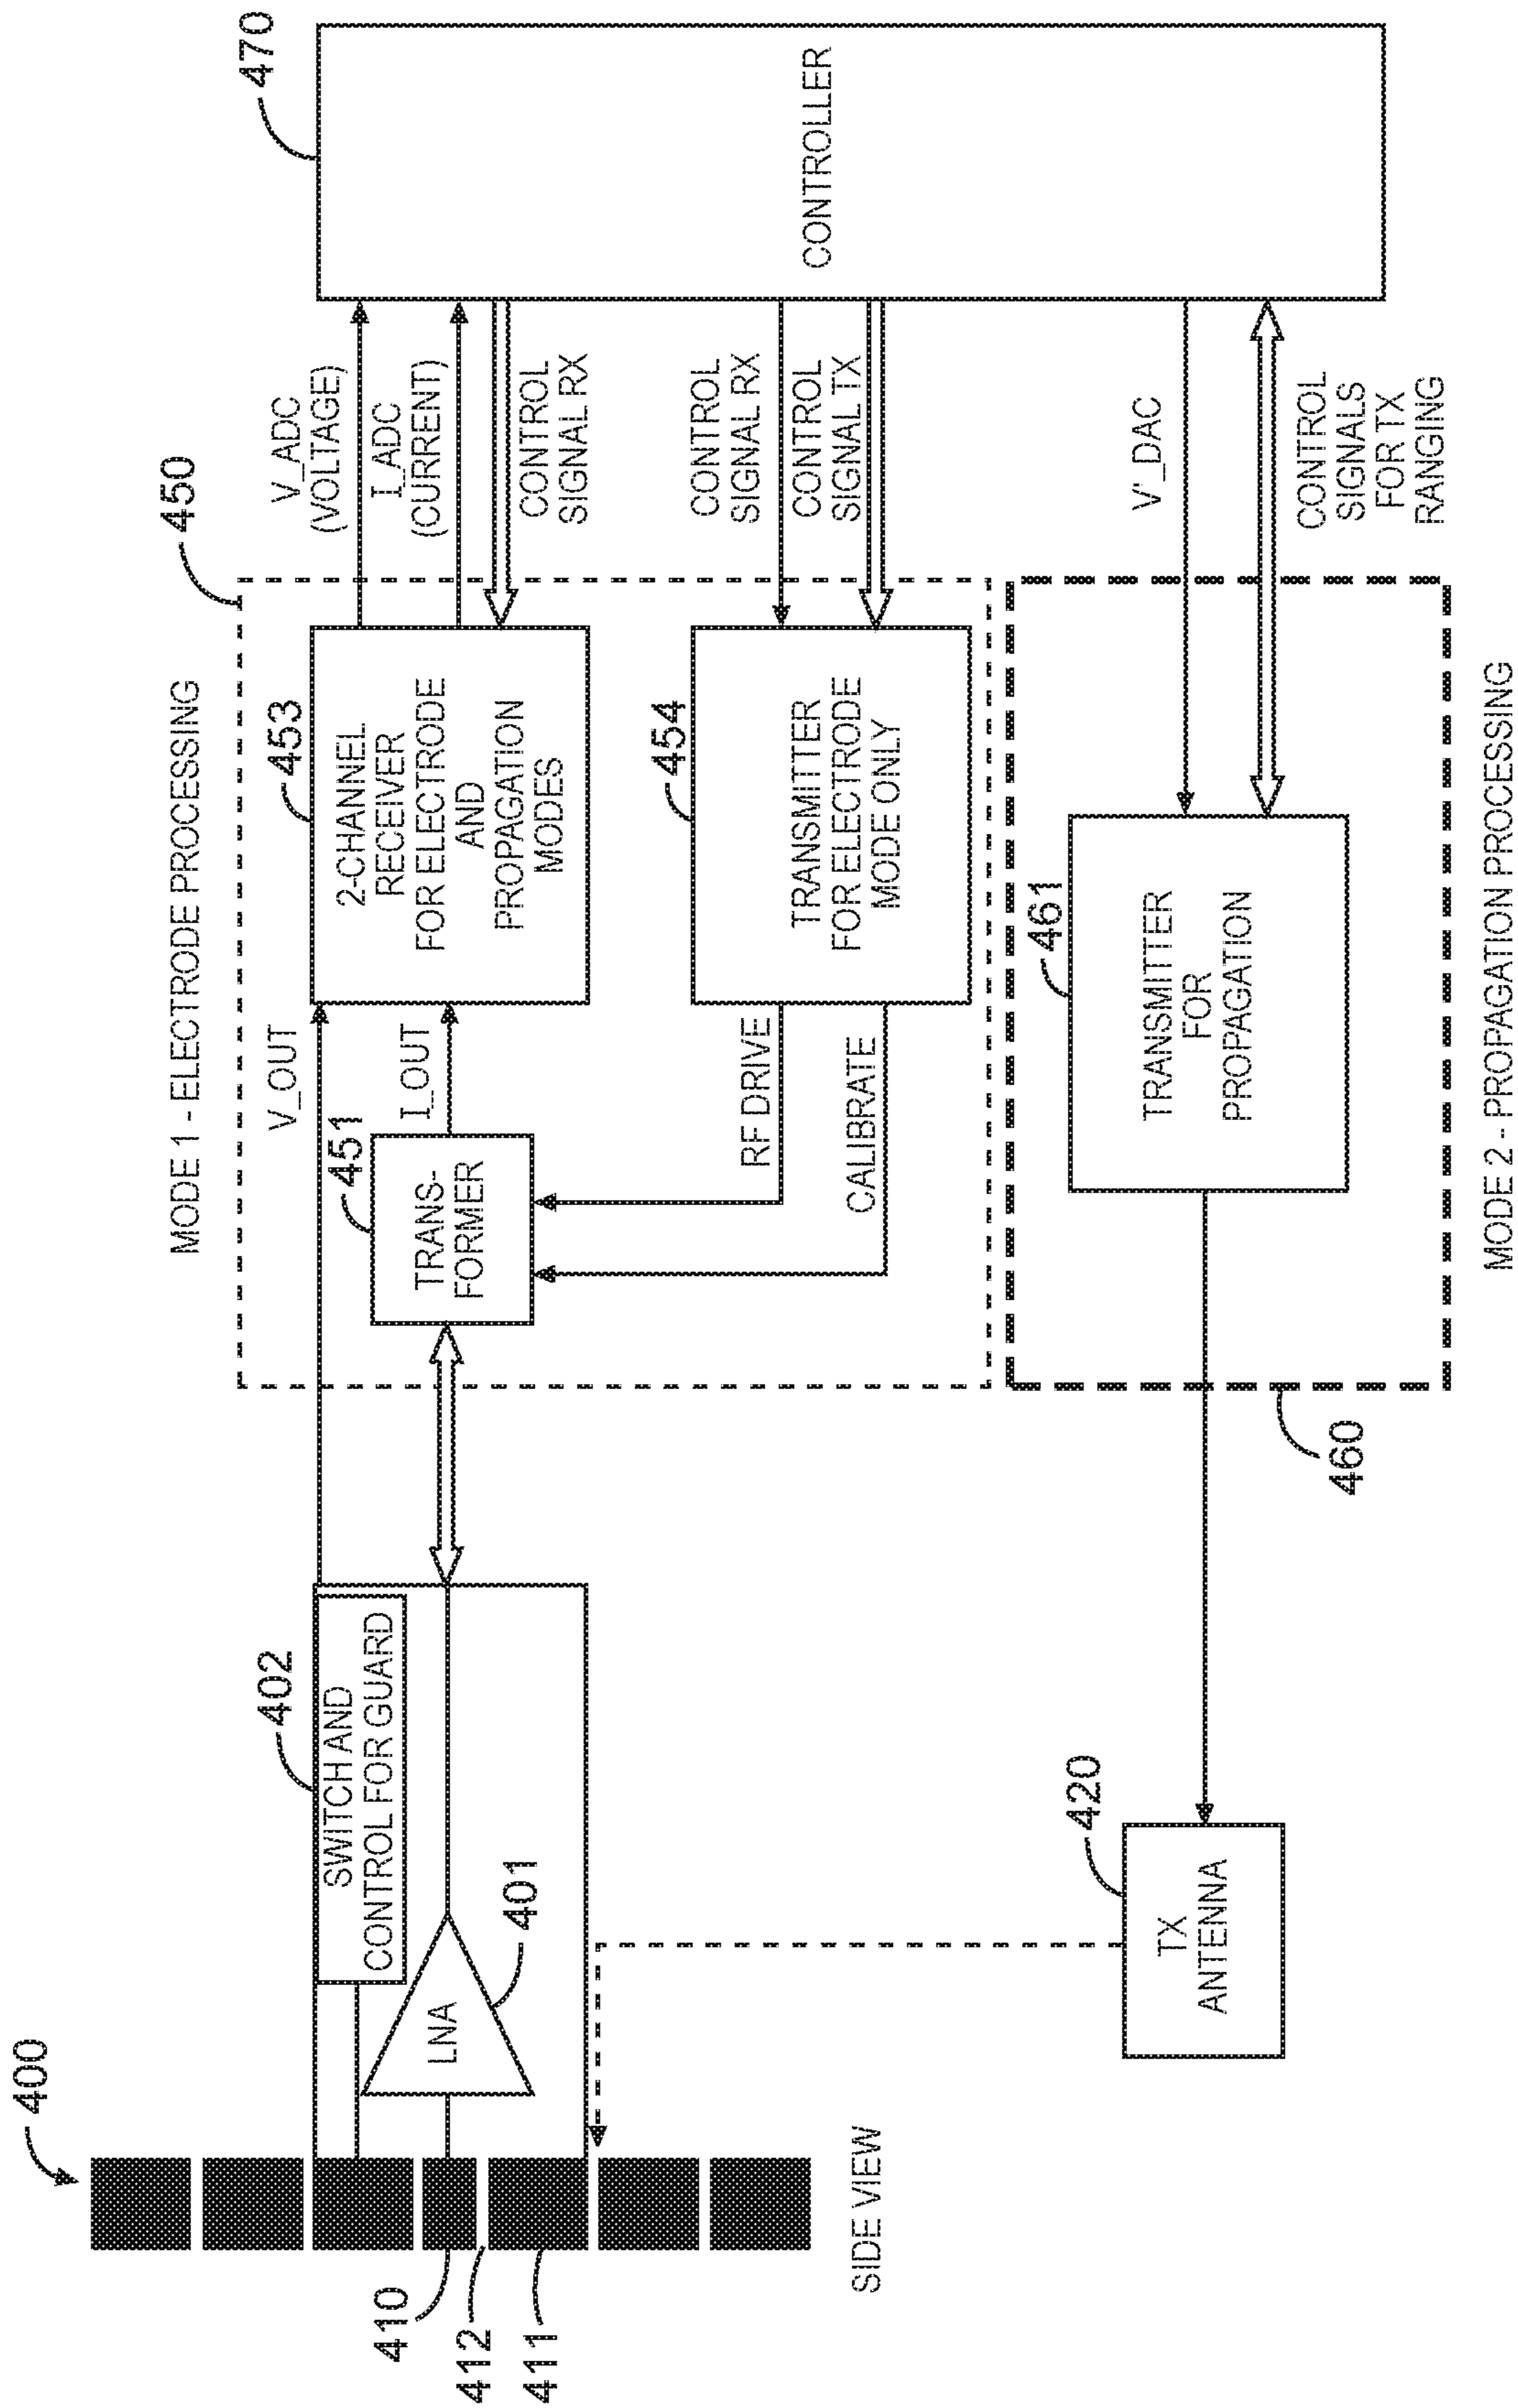 400
402
SWITCH AND
CONTROL FOR GUARD
LNA
401
410
412
411
SIDE VIEW
420
TX
ANTENNA
MODE 1 - ELECTRODE PROCESSING
450
V_OUT
451
TRANS-
FORMER
I_OUT
453
2-CHANNEL
RECEIVER
FOR ELECTRODE
AND
PROPAGATION
MODES
RF DRIVE
CALIBRATE
454
TRANSMITTER
FOR ELECTRODE
MODE ONLY
V_ADC
(VOLTAGE)
I_ADC
(CURRENT)
CONTROL
SIGNAL RX
CONTROL
SIGNAL RX
CONTROL
SIGNAL TX
461
TRANSMITTER
FOR
PROPAGATION
460
V'_DAC
CONTROL
SIGNALS
FOR TX
RANGING
MODE 2 - PROPAGATION PROCESSING
470
CONTROLLER